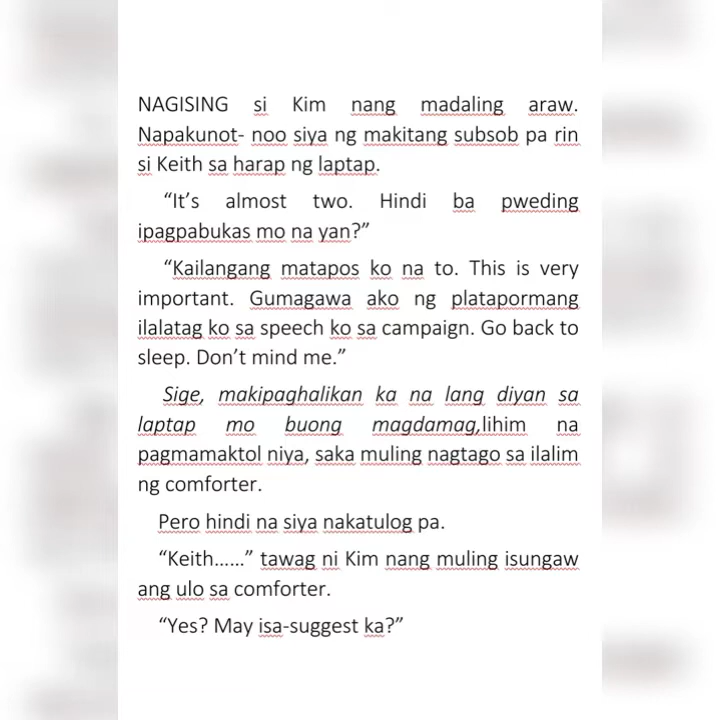 NAGISING si Kim nang madaling araw.
Napakunot- noo siya ng makitang subsob pa rin
si Keith sa harap ng laptap.
“It’s almost two. Hindi ba pweding
ipagpabukas mo na yan?”
“Kailangang matapos ko na to. This is very
important. Gumagawa ako ng platapormang
ilalatag ko sa speech ko sa campaign. Go back to
sleep. Don’t mind me.”
Sige, makipaghalikan ka na lang diyan sa
laptap mo buong magdamag,lihim na
pagmamaktol niya, saka muling nagtago sa ilalim
ng comforter.
Pero hindi na siya nakatulog pa.
“Keith......” tawag ni Kim nang muling isungaw
ang ulo sa comforter.
“Yes? May isa-suggest ka?”